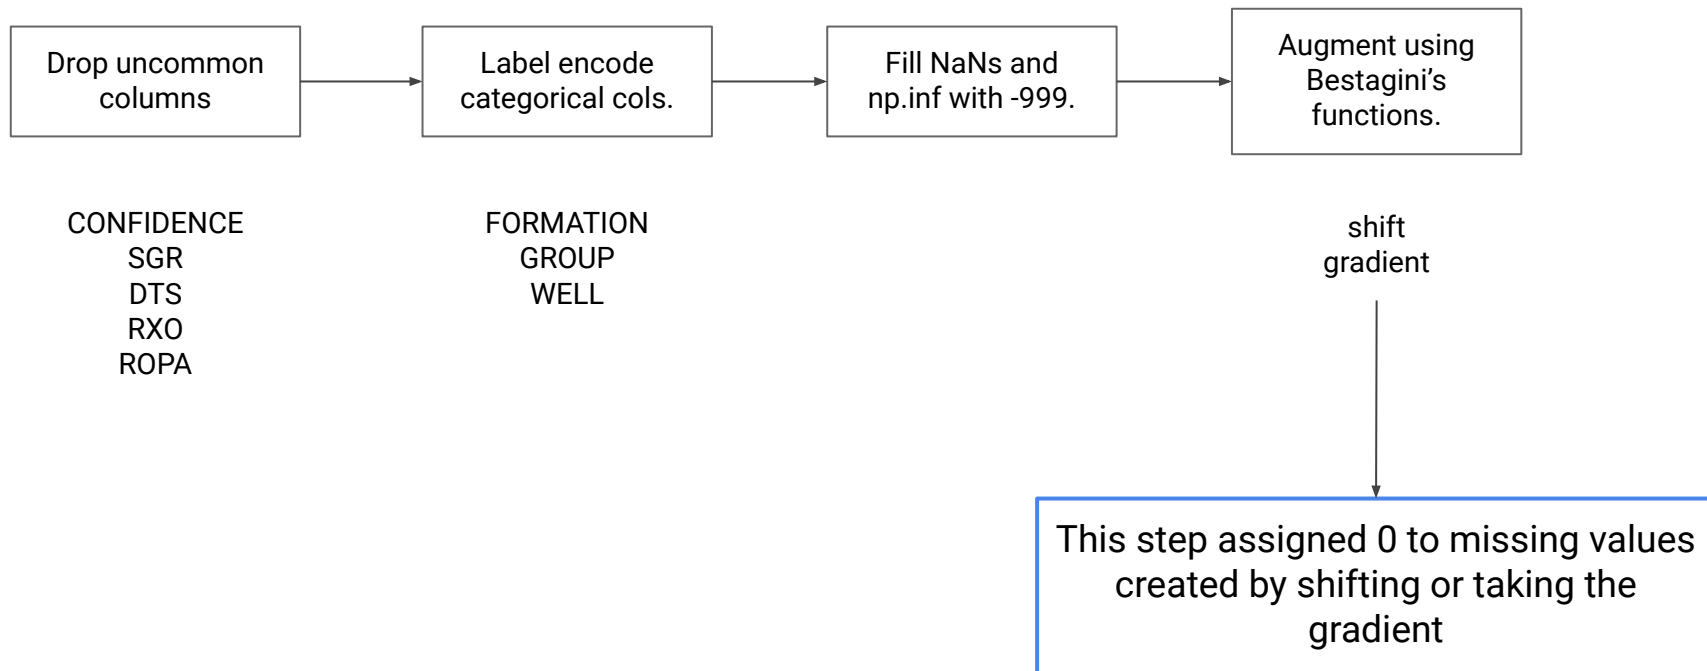 Drop uncommon
columns
Label encode
categorical cols.
Fill NaNs and
np.inf with -999.
Augment using
Bestagini’s
functions.
CONFIDENCE
SGR
DTS
RXO
ROPA
FORMATION
GROUP
WELL
shift
gradient
This step assigned 0 to missing values
created by shifting or taking the
gradient